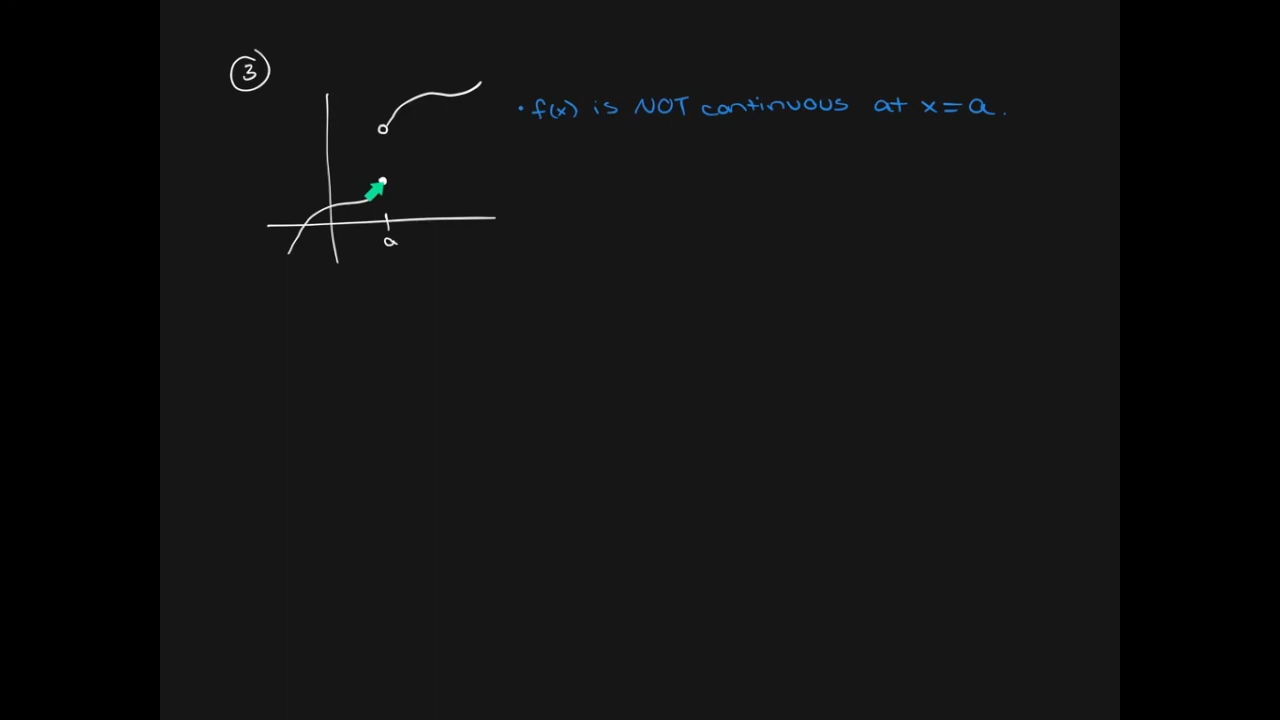 ③
• f(x) is NOT continuous at x = a.
a